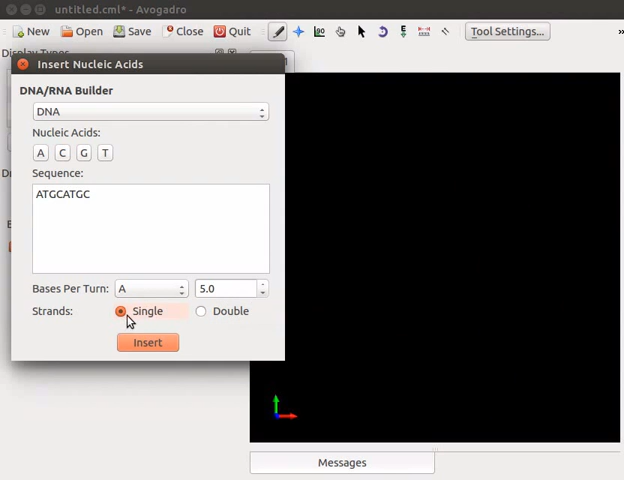 untitled.cml* - Avogadro
New Open Save Close Quit E Tool Settings... »
Insert Nucleic Acids
DNA/RNA Builder
DNA
Nucleic Acids:
A C G T
Sequence:
ATGCATGC
Bases Per Turn: A 5.0
Strands: Single Double
Insert
Messages